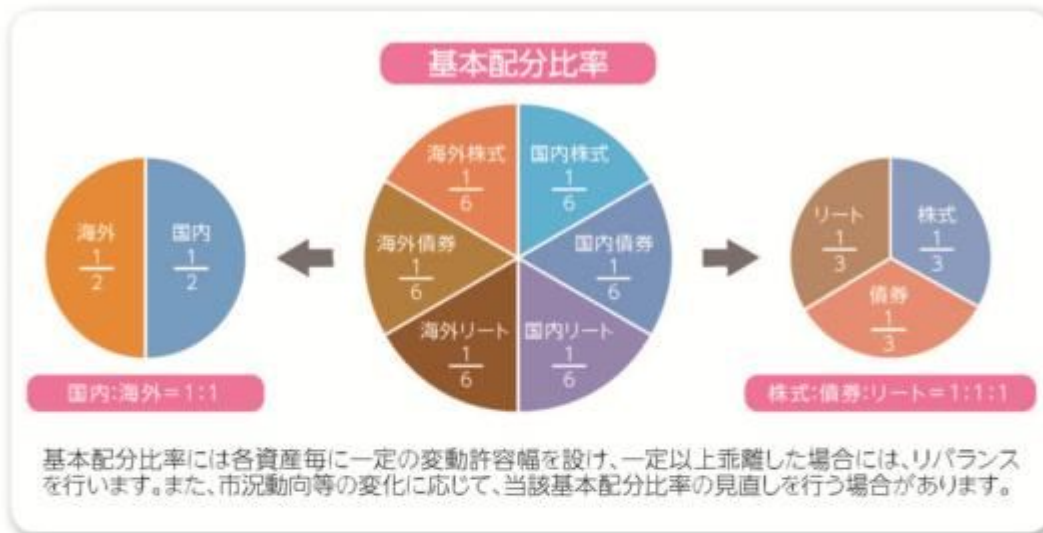 基本配分比率
海外株式
1/6
国内株式
1/6
海外債券
1/6
国内債券
1/6
海外リート
1/6
国内リート
1/6
海外
1/2
国内
1/2
国内:海外=1:1
リート
1/3
株式
1/3
債券
1/3
株式:債券:リート=1:1:1
基本配分比率には各資産毎に一定の変動許容幅を設け、一定以上乖離した場合には、リバランス
を行います。また、市況動向等の変化に応じて、当該基本配分比率の見直しを行う場合があります。